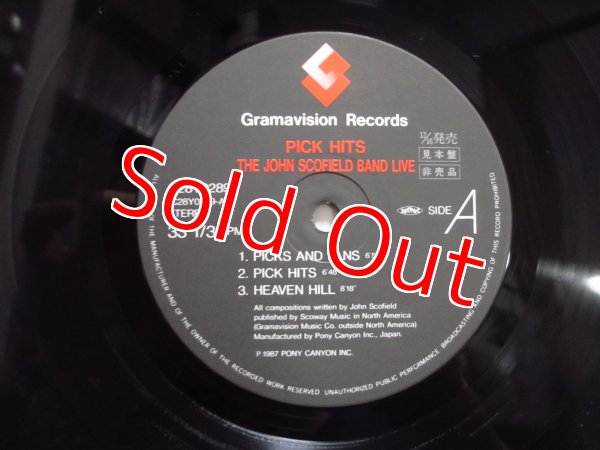 Gramavision Records
PICK HITS
THE JOHN SCOFIELD BAND LIVE
12/16発売
見本盤
非売品
SIDE A
Sold Out
1. PICKS AND
2. PICK HITS 6'48"
3. HEAVEN HILL 8'18"
All compositions written by John Scofield
published by Scoway Music in North America
(Gramavision Music Co. outside North America)
Manufactured by Pony Canyon Inc., Japan.
P 1987 PONY CANYON INC.
OF THE MANUFACTURER AND OF THE OWNER OF THE RECORDED WORK RESERVED UNAUTHORIZED PUBLIC PERFORMANCE, BROADCASTING AND COPYING OF THIS RECORD PROHIBITED.